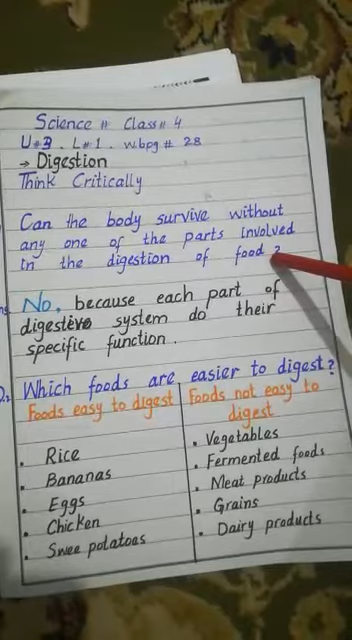 Science # Class # 4
U#3 . L#1 . W.bpg # 28
→ Digestion
Think Critically
Can the body survive without
any one of the parts involved
in the digestion of food ?
No, because each part of
digestive system do their
specific function .
Which foods are easier to digest?
Foods easy to digest
. Rice
. Bananas
. Eggs
. Chicken
. Swee potatoas
Foods not easy to
digest
. Vegetables
. Fermented foods
. Meat products
. Grains
. Dairy products